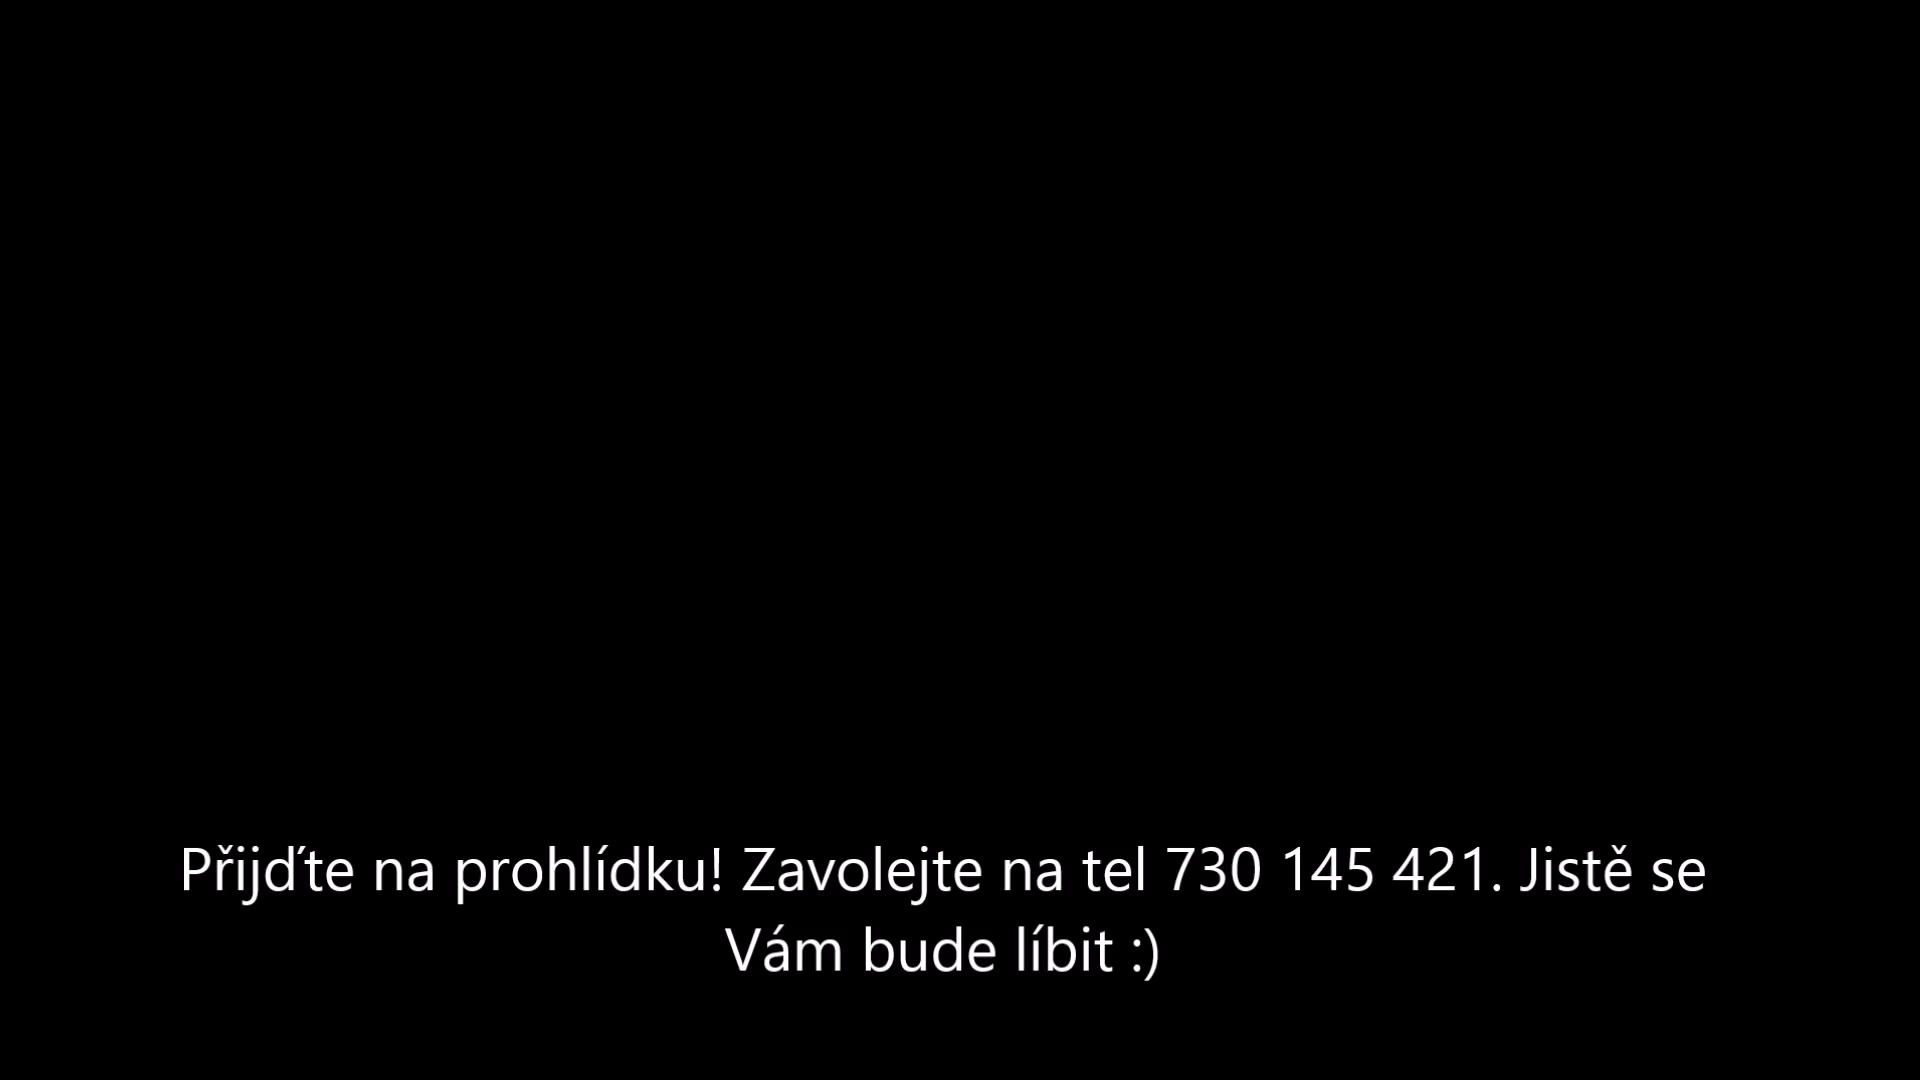 Přijďte na prohlídku! Zavolejte na tel 730 145 421. Jistě se
Vám bude líbit :)